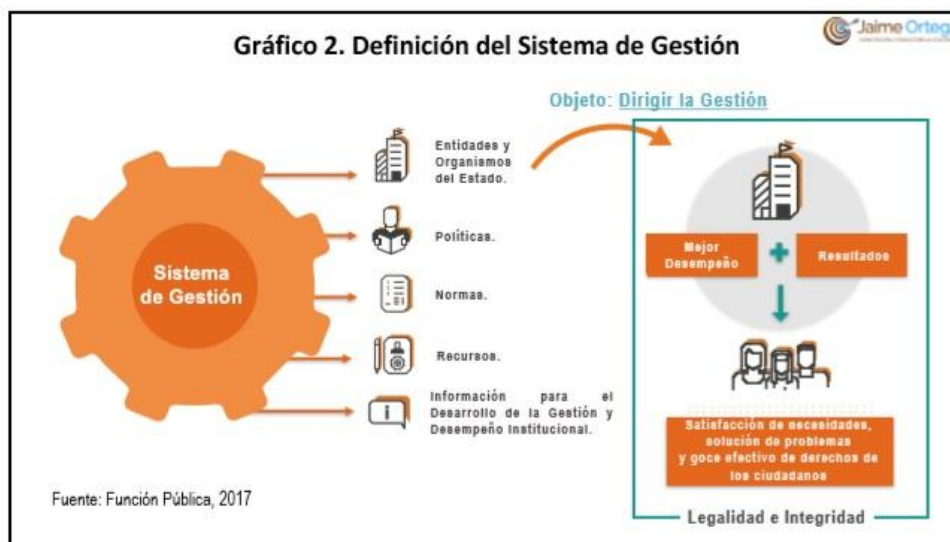 Jaime Orteg
Gráfico 2. Definición del Sistema de Gestión
Objeto: Dirigir la Gestión
Sistema
de Gestión
Entidades y
Organismos
del Estado.
Políticas.
Normas.
Recursos.
Información para el
Desarrollo de la Gestión y
Desempeño Institucional.
Mejor
Desempeño
Resultados
Satisfacción de necesidades,
solución de problemas
y goce efectivo de derechos de
los ciudadanos
Legalidad e Integridad
Fuente: Función Pública, 2017